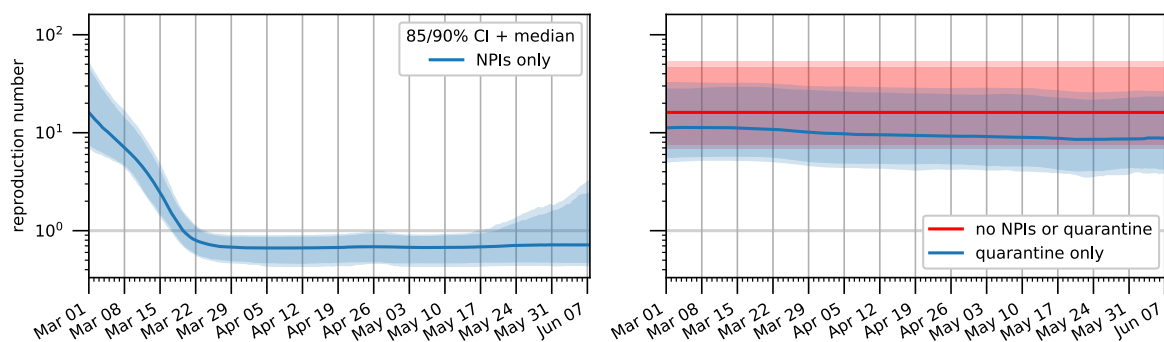 85/90% CI + median
NPIs only
reproduction number
10²
10¹
10⁰
Mar 01
Mar 08
Mar 15
Mar 22
Mar 29
Apr 05
Apr 12
Apr 19
Apr 26
May 03
May 10
May 17
May 24
May 31
Jun 07
10²
10¹
10⁰
no NPIs or quarantine
quarantine only
Mar 01
Mar 08
Mar 15
Mar 22
Mar 29
Apr 05
Apr 12
Apr 19
Apr 26
May 03
May 10
May 17
May 24
May 31
Jun 07